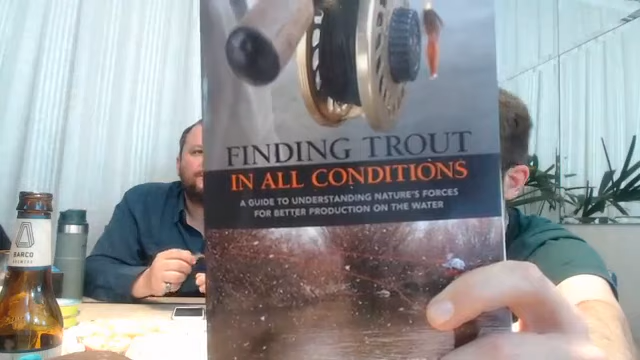 FINDING TROUT
IN ALL CONDITIONS
A GUIDE TO UNDERSTANDING NATURE'S FORCES
FOR BETTER PRODUCTION ON THE WATER
BARCO